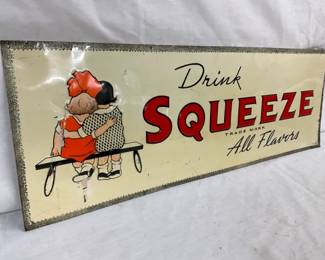 Drink
SQUEEZE
TRADE MARK
All Flavors